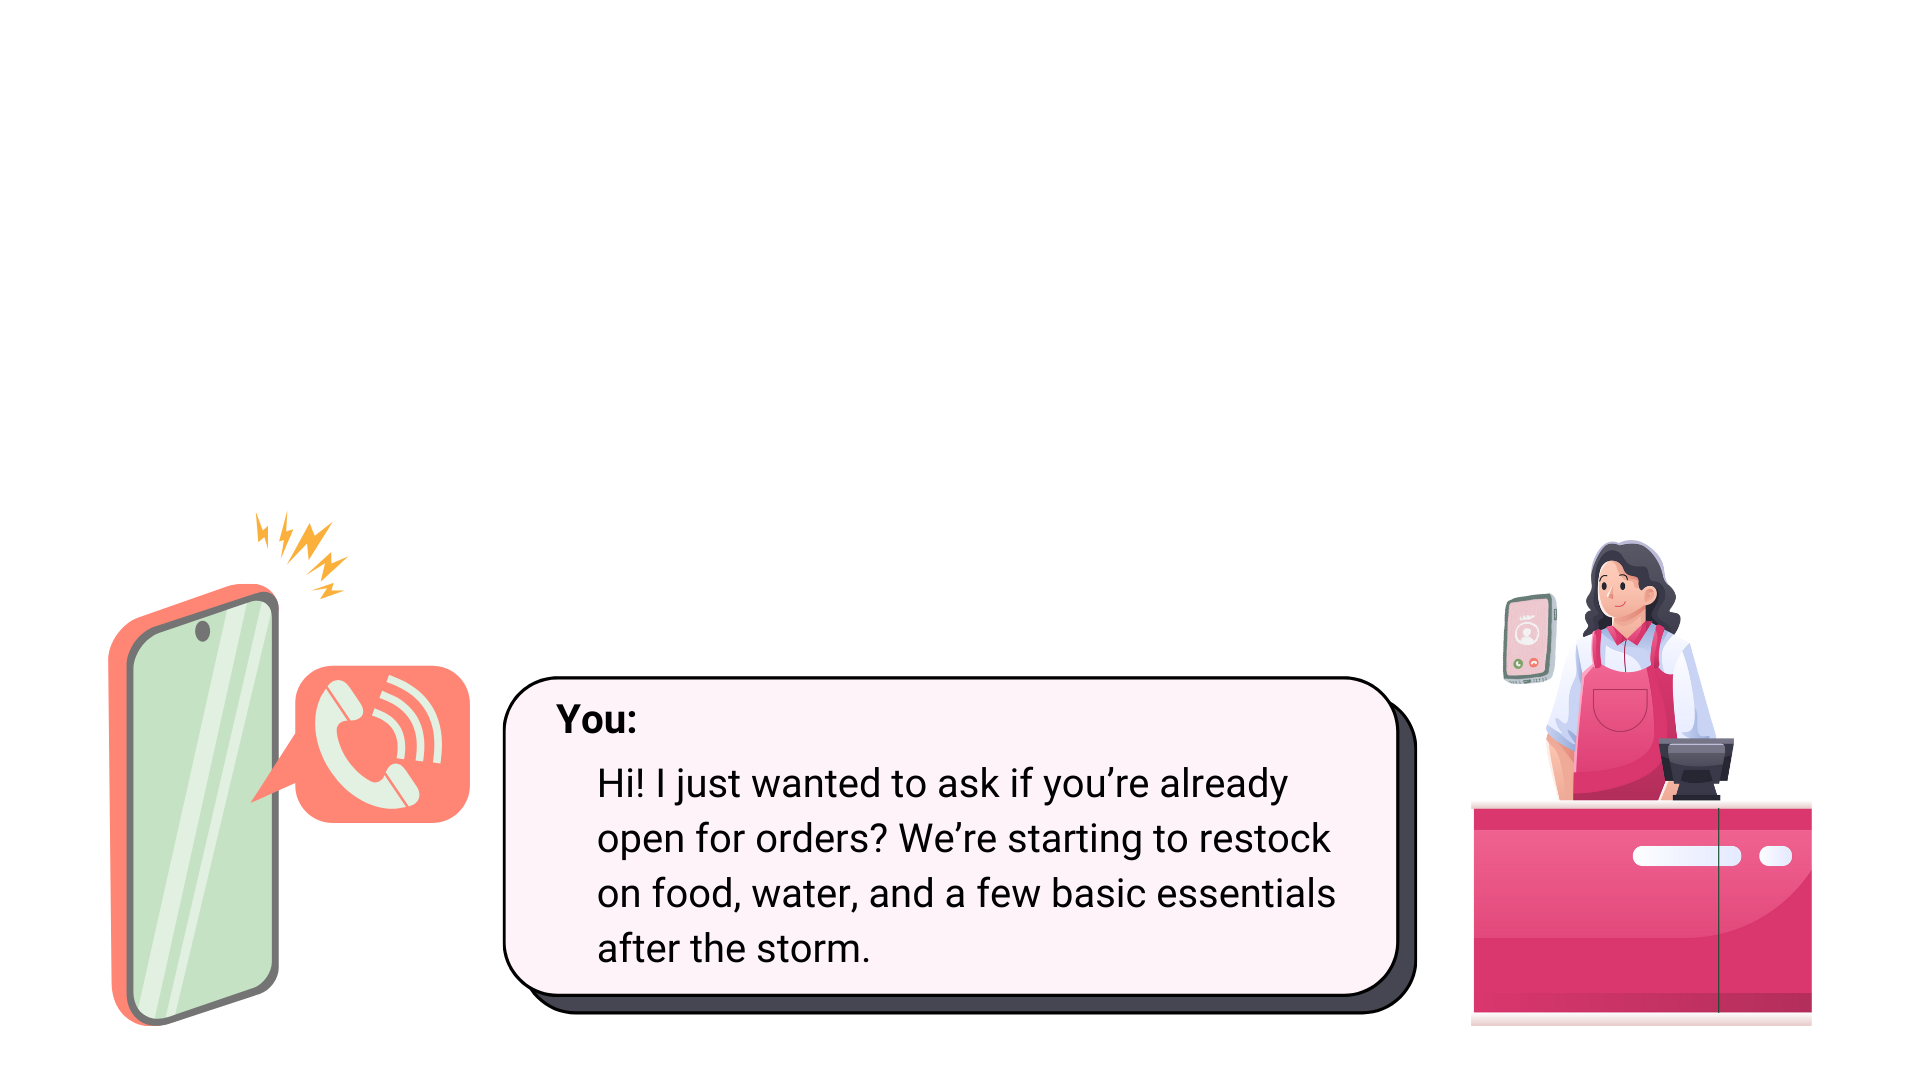 You:
Hi! I just wanted to ask if you’re already
open for orders? We’re starting to restock
on food, water, and a few basic essentials
after the storm.